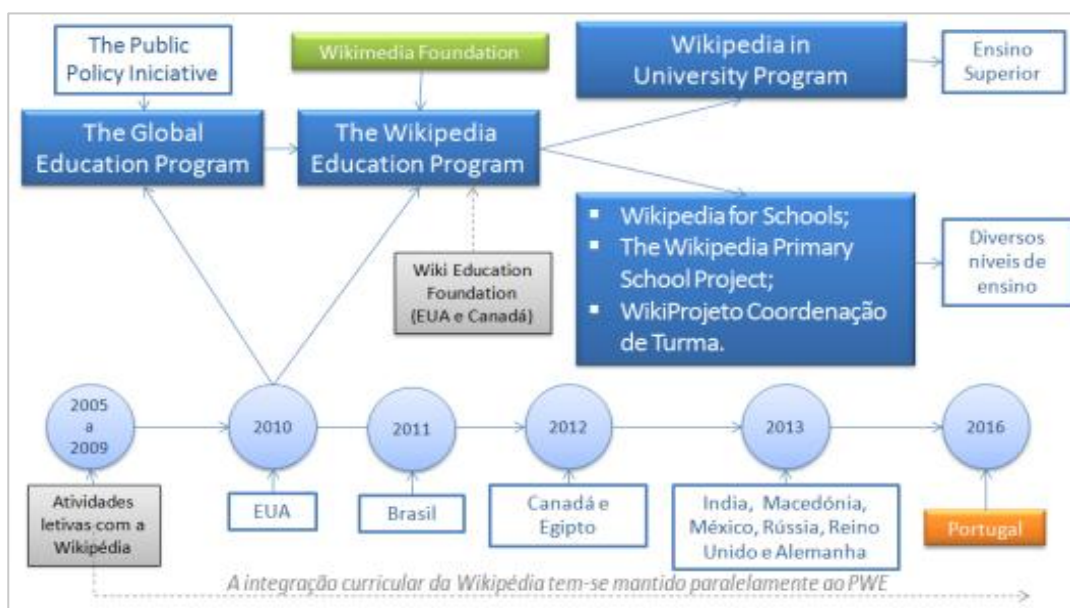 The Public
Policy Iniciative
Wikimedia Foundation
Wikipedia in
University Program
Ensino
Superior
The Global
Education Program
The Wikipedia
Education Program
Wiki Education
Foundation
(EUA e Canadá)
▪ Wikipedia for Schools;
▪ The Wikipedia Primary
School Project;
▪ WikiProjeto Coordenação
de Turma.
Diversos
níveis de
ensino
2005
a
2009
2010
2011
2012
2013
2016
Atividades
letivas com a
Wikipédia
EUA
Brasil
Canadá e
Egipto
India, Macedónia,
México, Rússia, Reino
Unido e Alemanha
Portugal
A integração curricular da Wikipédia tem-se mantido paralelamente ao PWE